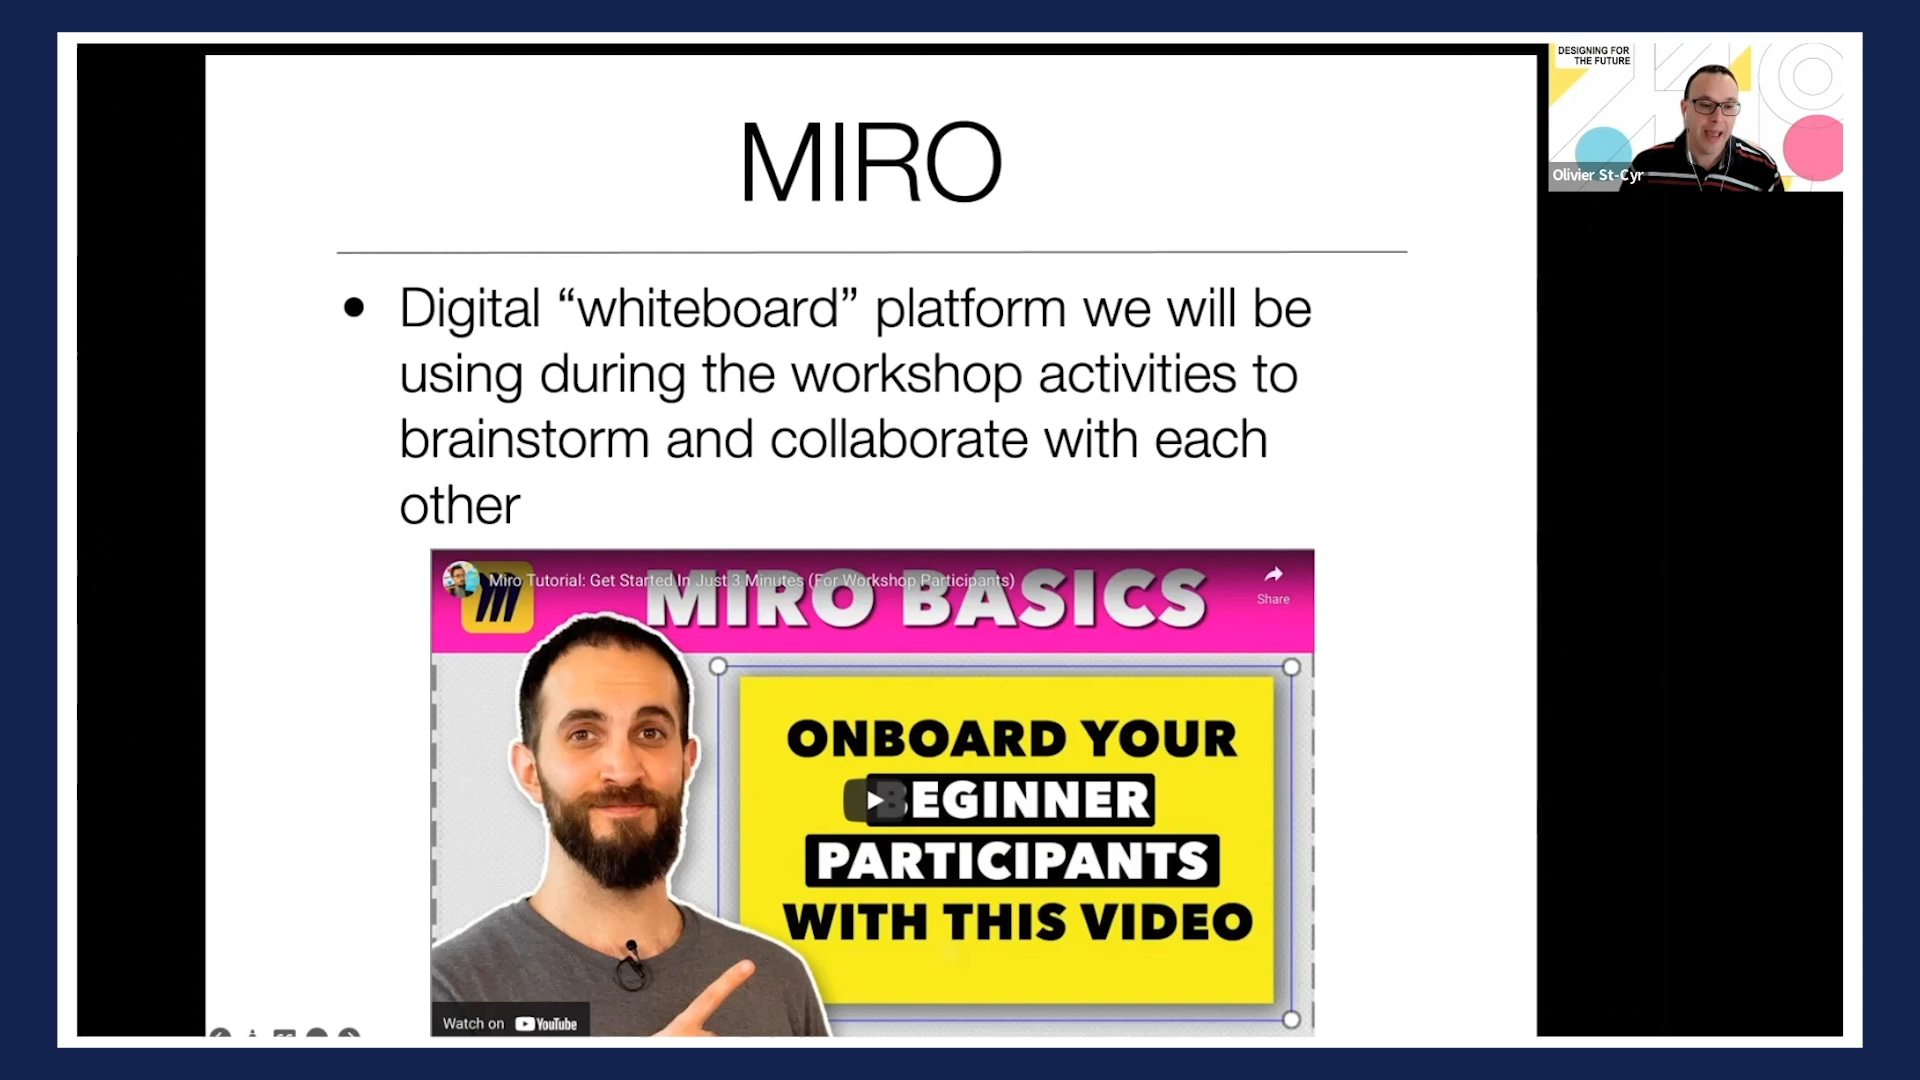 DESIGNING FOR
THE FUTURE
Olivier St-Cyr
MIRO
• Digital “whiteboard” platform we will be
using during the workshop activities to
brainstorm and collaborate with each
other
Miro Tutorial: Get Started In Just 3 Minutes (For Workshop Participants)
MIRO BASICS
Share
ONBOARD YOUR
BEGINNER
PARTICIPANTS
WITH THIS VIDEO
Watch on YouTube